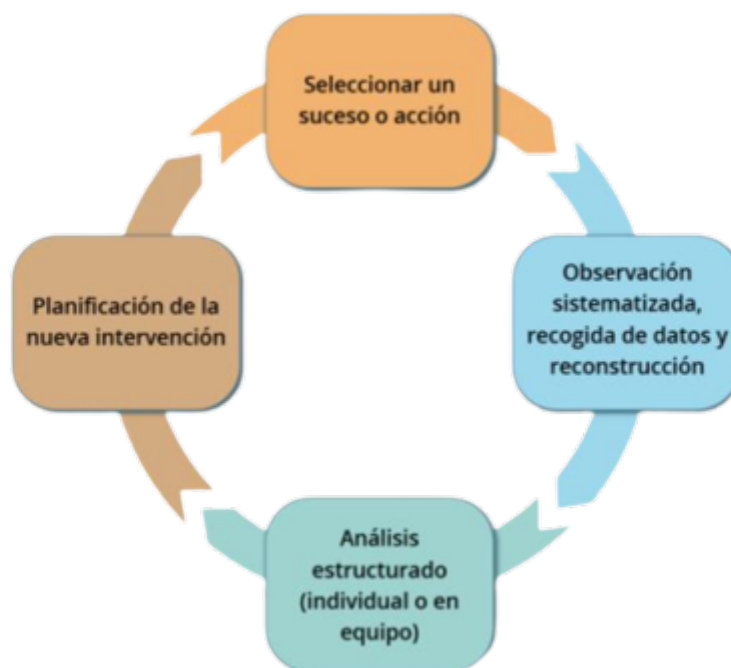 Seleccionar un
suceso o acción
Observación
sistematizada,
recogida de datos y
reconstrucción
Análisis
estructurado
(individual o en
equipo)
Planificación de la
nueva intervención